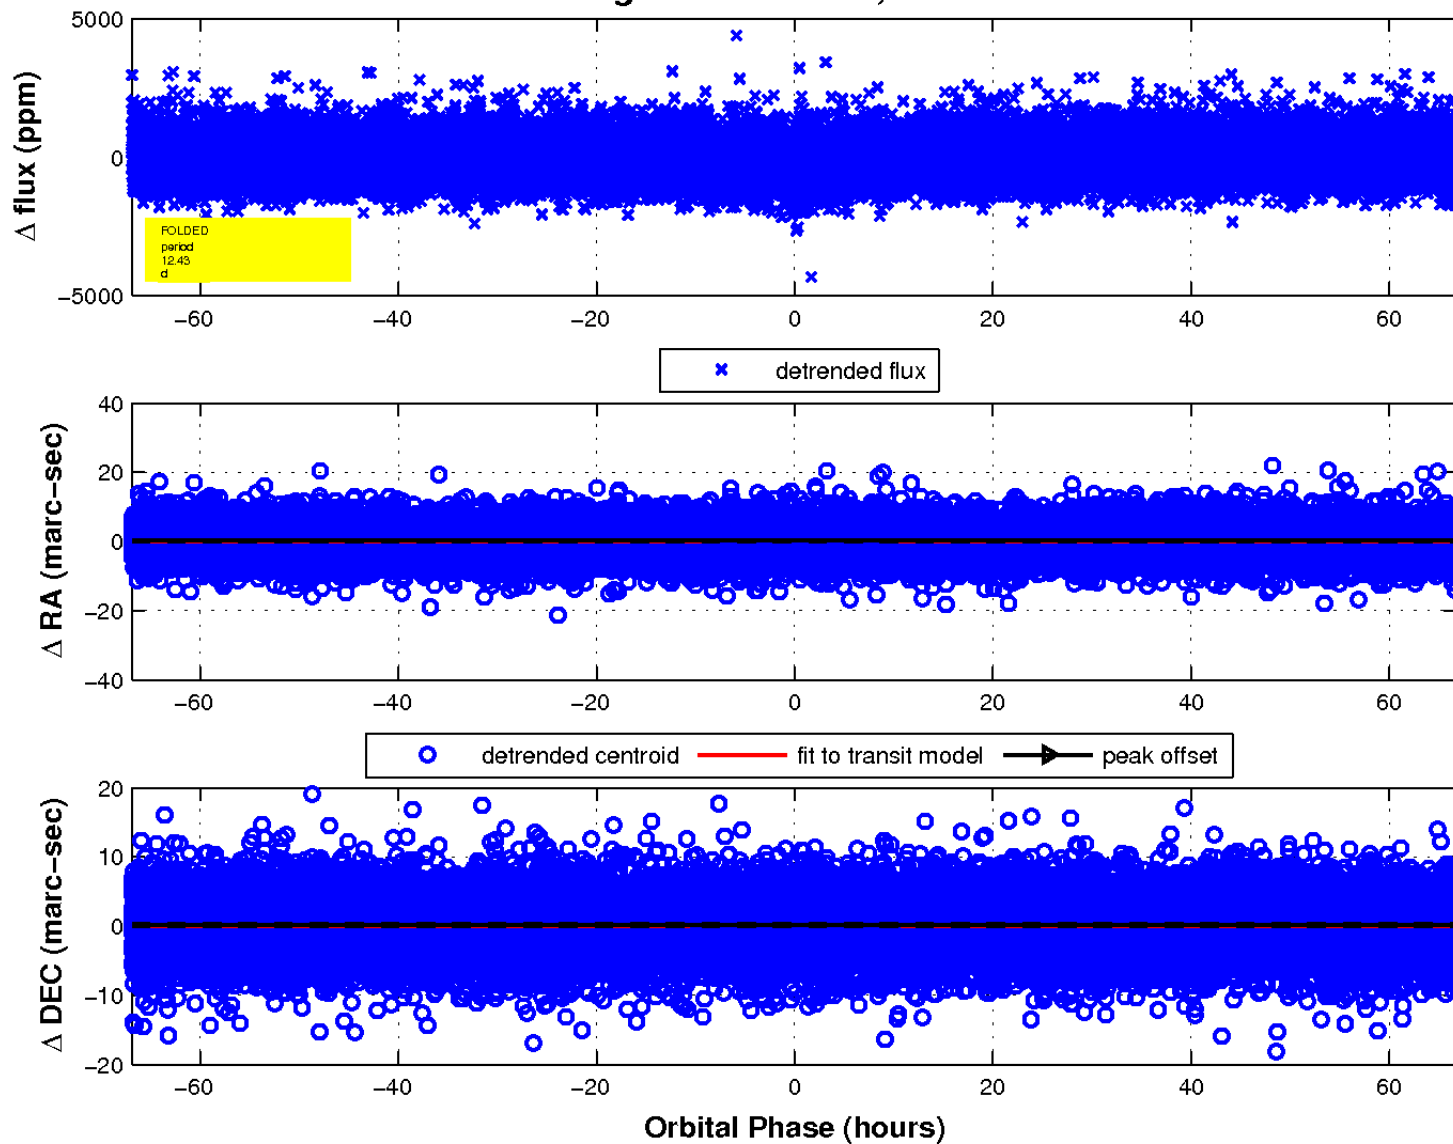 5000
0
−5000
Δ flux (ppm)
FOLDED
period
12.43
d
−60 −40 −20 0 20 40 60
detrended flux
40
20
0
−20
−40
Δ RA (marc−sec)
−60 −40 −20 0 20 40 60
detrended centroid fit to transit model peak offset
20
10
0
−10
−20
Δ DEC (marc−sec)
−60 −40 −20 0 20 40 60
Orbital Phase (hours)